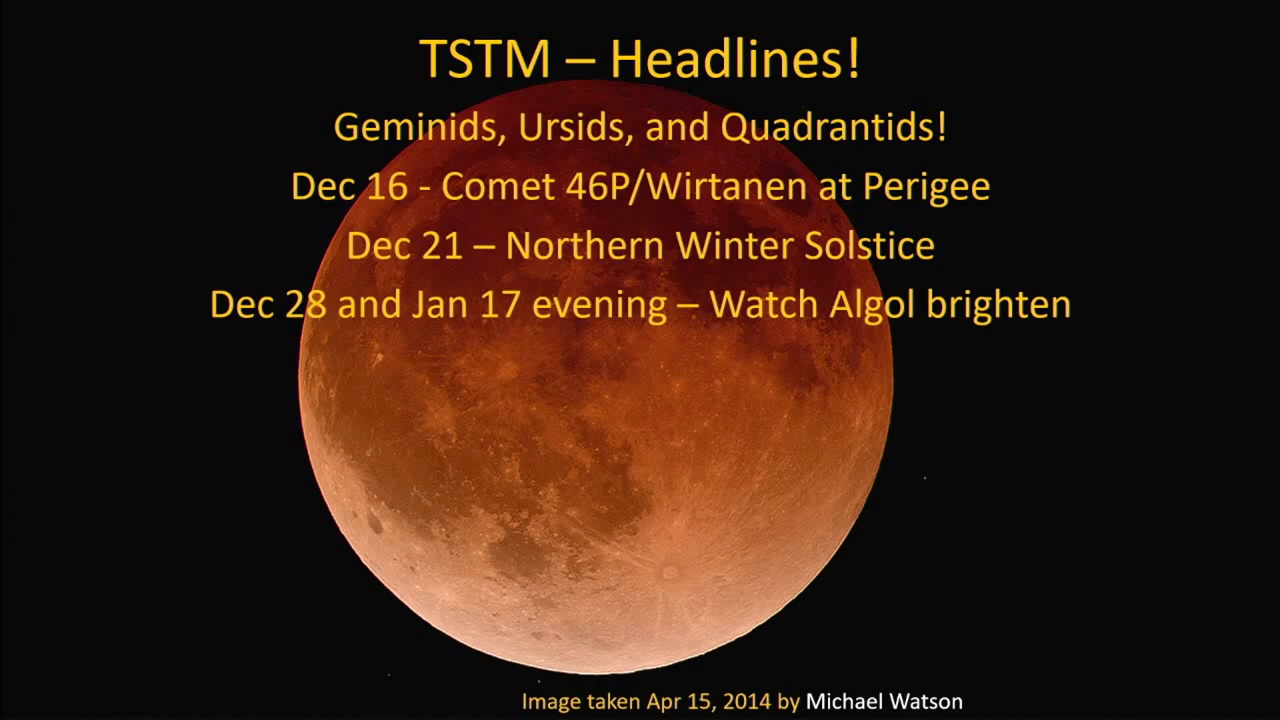 TSTM – Headlines!
Geminids, Ursids, and Quadrantids!
Dec 16 - Comet 46P/Wirtanen at Perigee
Dec 21 – Northern Winter Solstice
Dec 28 and Jan 17 evening – Watch Algol brighten
Image taken Apr 15, 2014 by Michael Watson